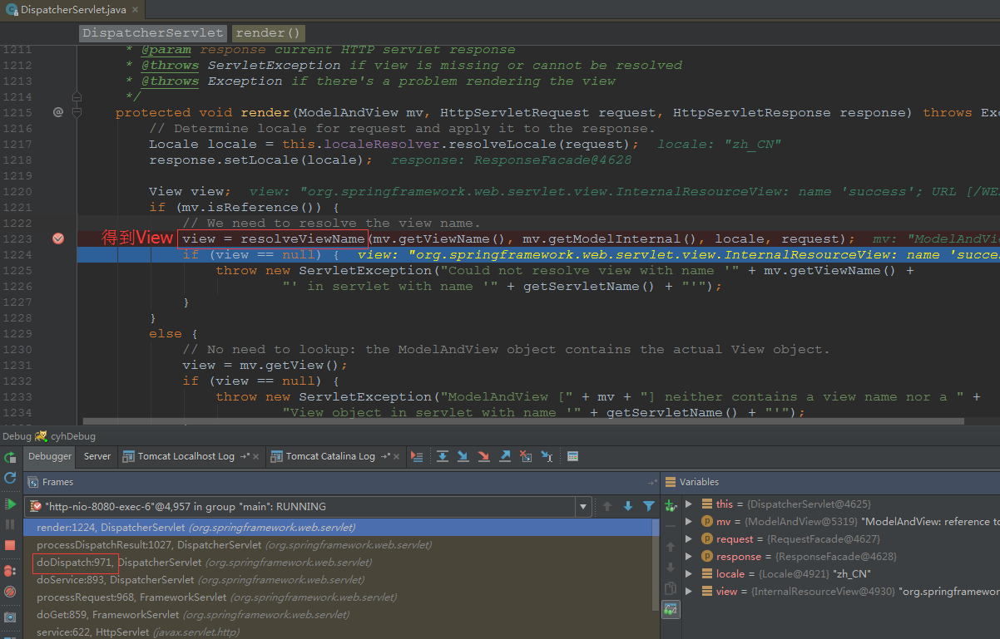 DispatcherServlet.java ×
DispatcherServlet render()
1211 * @param response current HTTP servlet response
1212 * @throws ServletException if view is missing or cannot be resolved
1213 * @throws Exception if there's a problem rendering the view
1214 */
1215 @ protected void render(ModelAndView mv, HttpServletRequest request, HttpServletResponse response) throws Exc
1216 // Determine locale for request and apply it to the response.
1217 Locale locale = this.localeResolver.resolveLocale(request); locale: "zh_CN"
1218 response.setLocale(locale); response: ResponseFacade@4628
1219
1220 View view; view: "org.springframework.web.servlet.view.InternalResourceView: name 'success'; URL [/WE
1221 if (mv.isReference()) {
1222 // We need to resolve the view name.
1223 得到View view = resolveViewName(mv.getViewName(), mv.getModelInternal(), locale, request); mv: "ModelAndVi
1224 if (view == null) { view: "org.springframework.web.servlet.view.InternalResourceView: name 'succe
1225 throw new ServletException("Could not resolve view with name '" + mv.getViewName() +
1226 "' in servlet with name '" + getServletName() + "'");
1227 }
1228 }
1229 else {
1230 // No need to lookup: the ModelAndView object contains the actual View object.
1231 view = mv.getView();
1232 if (view == null) {
1233 throw new ServletException("ModelAndView [" + mv + "] neither contains a view name nor a " +
1234 "View object in servlet with name '" + getServletName() + "'");
Debug cyhDebug
Debugger Server Tomcat Localhost Log Tomcat Catalina Log
Frames Variables
"http-nio-8080-exec-6"@4,957 in group "main": RUNNING
render:1224, DispatcherServlet (org.springframework.web.servlet)
processDispatchResult:1027, DispatcherServlet (org.springframework.web.servlet)
doDispatch:971, DispatcherServlet (org.springframework.web.servlet)
doService:893, DispatcherServlet (org.springframework.web.servlet)
processRequest:968, FrameworkServlet (org.springframework.web.servlet)
doGet:859, FrameworkServlet (org.springframework.web.servlet)
service:622, HttpServlet (javax.servlet.http)
this = {DispatcherServlet@4625}
mv = {ModelAndView@5319} "ModelAndView: reference to
request = {RequestFacade@4627}
response = {ResponseFacade@4628}
locale = {Locale@4921} "zh_CN"
view = {InternalResourceView@4930} "org.springframewor